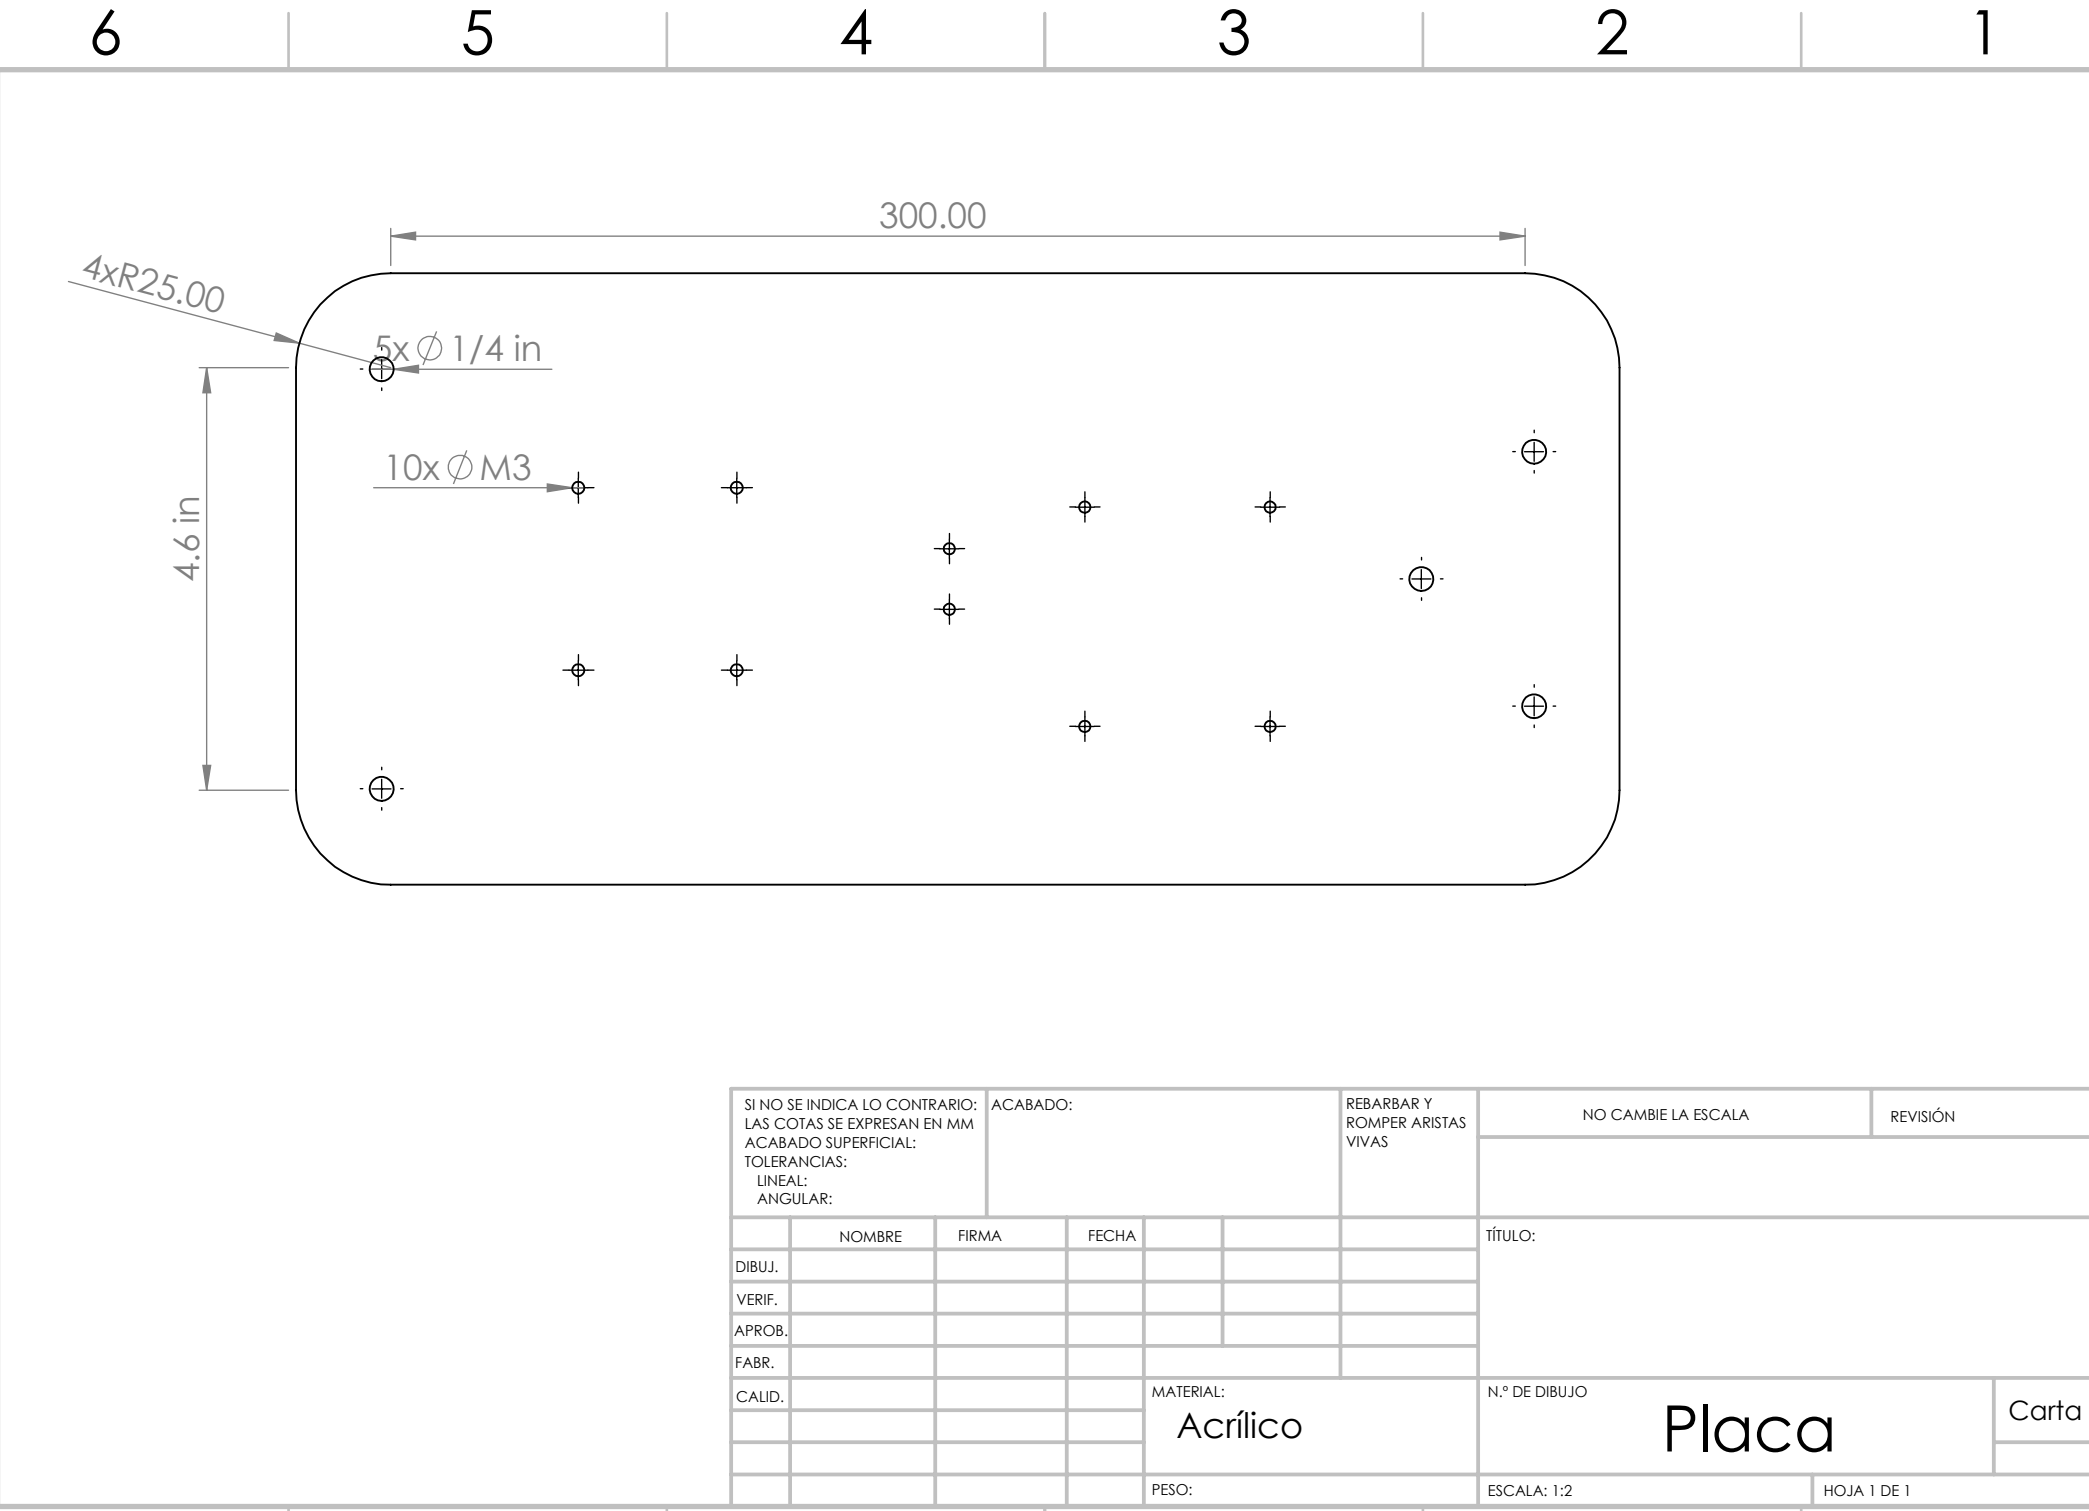 6 5 4 3 2 1
300.00
4xR25.00
5x∅1/4 in
10x∅M3
4.6 in
SI NO SE INDICA LO CONTRARIO:
LAS COTAS SE EXPRESAN EN MM
ACABADO SUPERFICIAL:
TOLERANCIAS:
LINEAL:
ANGULAR:
ACABADO:
REBARBAR Y
ROMPER ARISTAS
VIVAS
NO CAMBIE LA ESCALA
REVISIÓN
NOMBRE FIRMA FECHA
TÍTULO:
DIBUJ.
VERIF.
APROB.
FABR.
CALID.
MATERIAL:
Acrílico
N.º DE DIBUJO
Placa
Carta
PESO:
ESCALA: 1:2
HOJA 1 DE 1